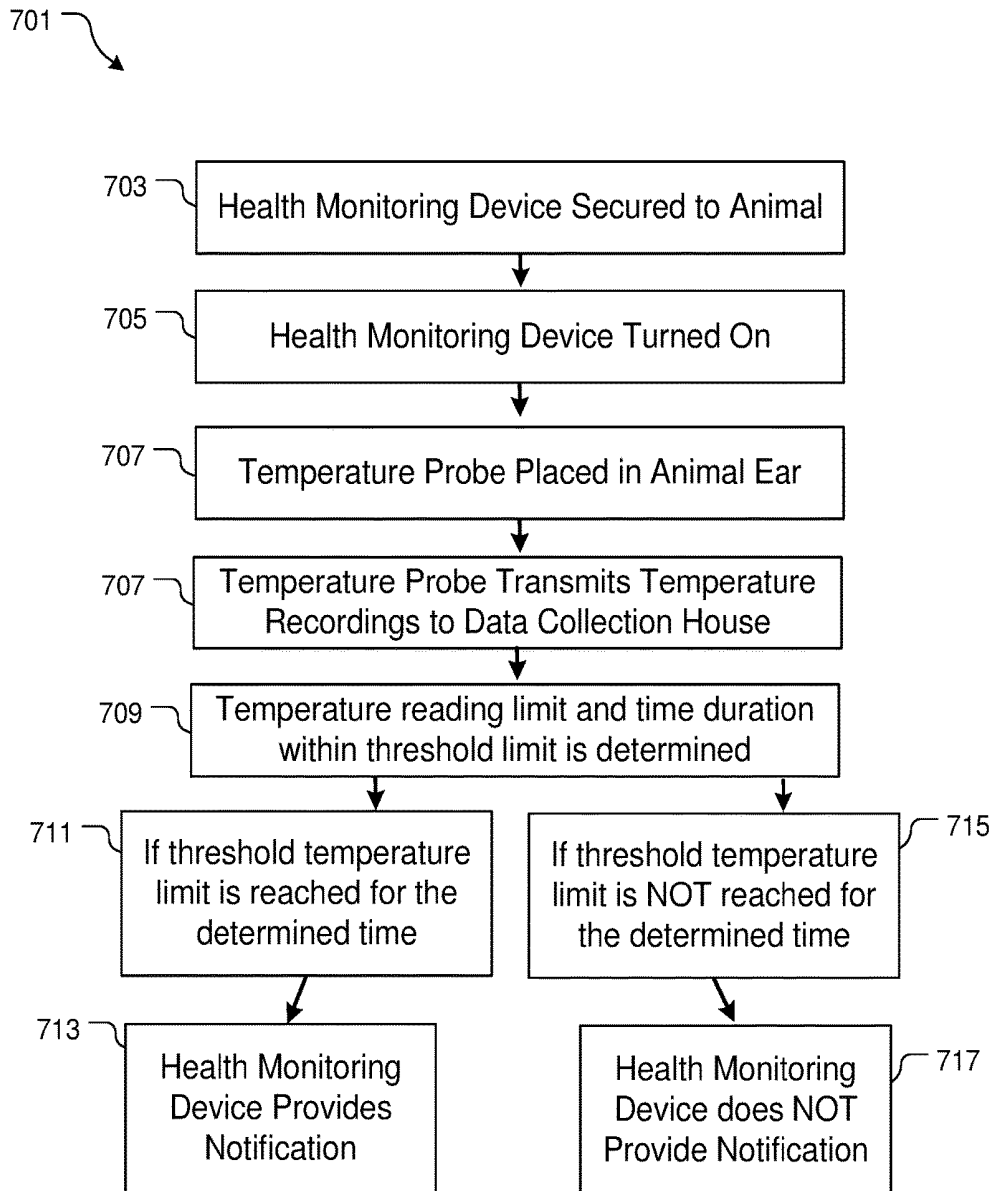 701
703
Health Monitoring Device Secured to Animal
705
Health Monitoring Device Turned On
707
Temperature Probe Placed in Animal Ear
707
Temperature Probe Transmits Temperature
Recordings to Data Collection House
709
Temperature reading limit and time duration
within threshold limit is determined
711
If threshold temperature
limit is reached for the
determined time
715
If threshold temperature
limit is NOT reached for
the determined time
713
Health Monitoring
Device Provides
Notification
717
Health Monitoring
Device does NOT
Provide Notification